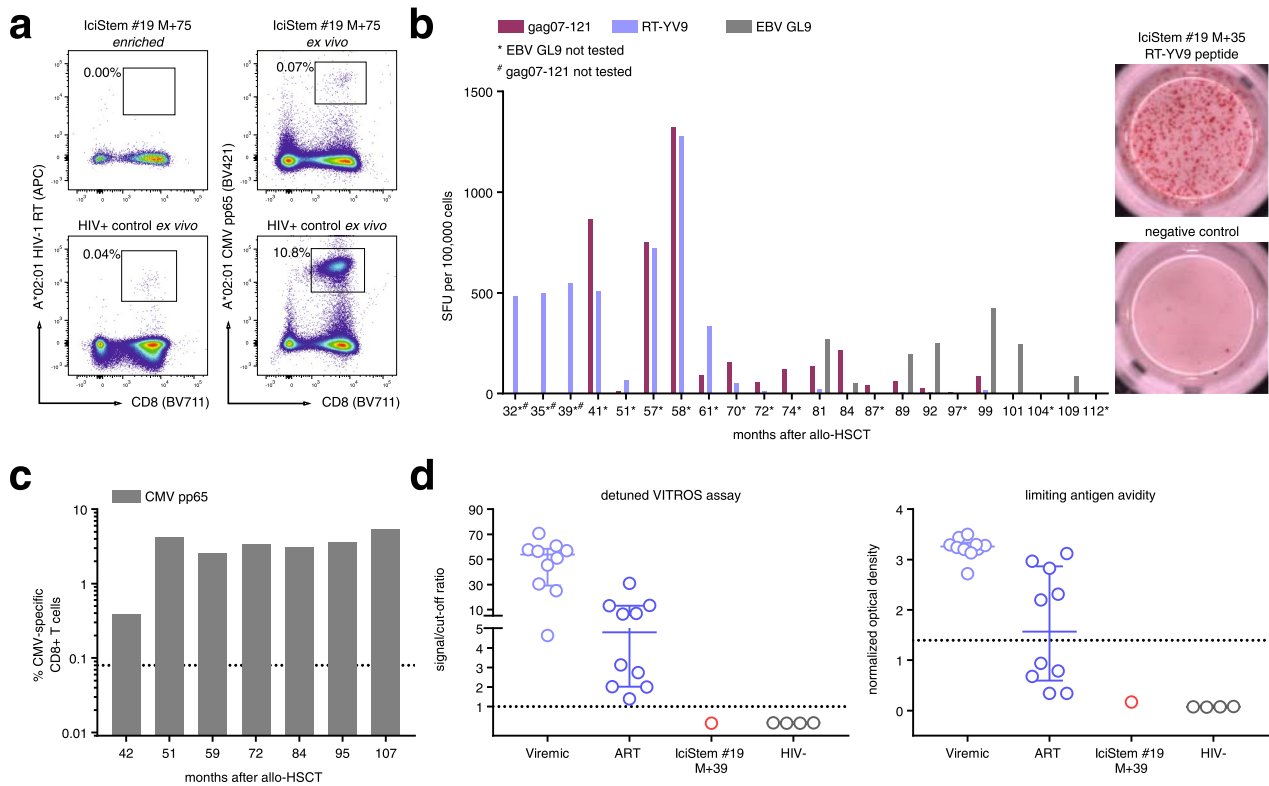 a
IciStem #19 M+75
enriched
0.00%
IciStem #19 M+75
ex vivo
0.07%
HIV+ control ex vivo
0.04%
HIV+ control ex vivo
10.8%
A*02:01 HIV-1 RT (APC)
A*02:01 CMV pp65 (BV421)
CD8 (BV711)
CD8 (BV711)
b
gag07-121
RT-YV9
EBV GL9
* EBV GL9 not tested
# gag07-121 not tested
1500
1000
500
0
SFU per 100,000 cells
32*# 35*# 39*# 41* 51* 57* 58* 61* 70* 72* 74* 81 84 87* 89 92 97* 99 101 104* 109 112*
months after allo-HSCT
IciStem #19 M+35
RT-YV9 peptide
negative control
c
CMV pp65
10
1
0.1
0.01
% CMV-specific
CD8+ T cells
42 51 59 72 84 95 107
months after allo-HSCT
d
detuned VITROS assay
90
70
50
30
10
5
4
3
2
1
signal/cut-off ratio
Viremic ART IciStem #19 HIV-
M+39
limiting antigen avidity
4
3
2
1
0
normalized optical density
Viremic ART IciStem #19 HIV-
M+39